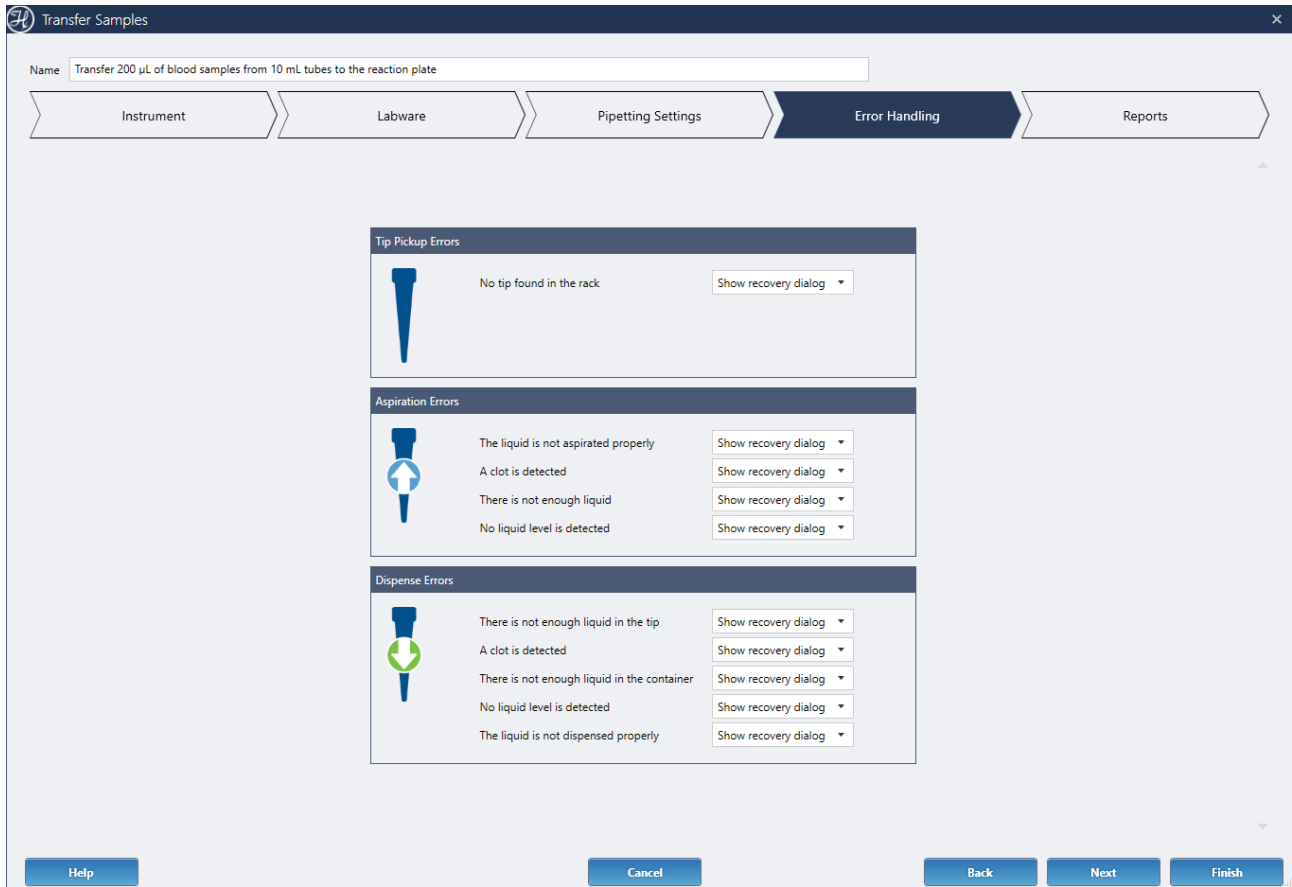 Transfer Samples
Name Transfer 200 µL of blood samples from 10 mL tubes to the reaction plate
Instrument Labware Pipetting Settings Error Handling Reports
Tip Pickup Errors
No tip found in the rack Show recovery dialog
Aspiration Errors
The liquid is not aspirated properly Show recovery dialog
A clot is detected Show recovery dialog
There is not enough liquid Show recovery dialog
No liquid level is detected Show recovery dialog
Dispense Errors
There is not enough liquid in the tip Show recovery dialog
A clot is detected Show recovery dialog
There is not enough liquid in the container Show recovery dialog
No liquid level is detected Show recovery dialog
The liquid is not dispensed properly Show recovery dialog
Help Cancel Back Next Finish